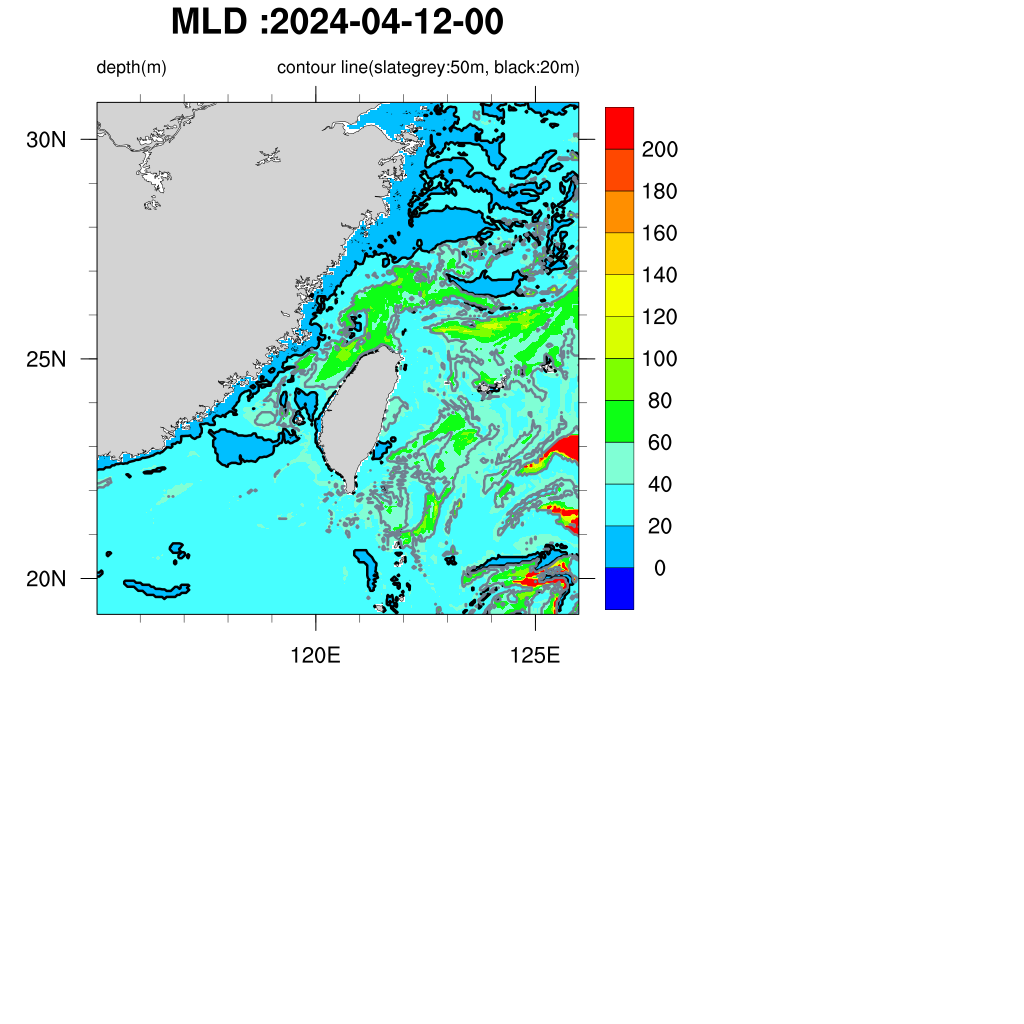 MLD :2024-04-12-00
depth(m)
contour line(slategrey:50m, black:20m)
30N
25N
20N
120E
125E
200
180
160
140
120
100
80
60
40
20
0